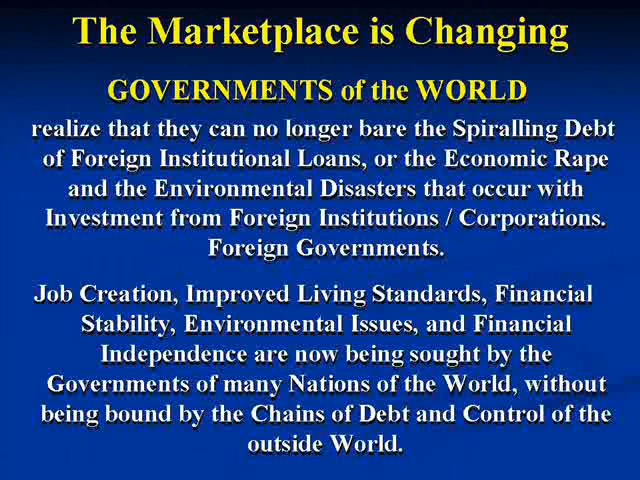 The Marketplace is Changing
GOVERNMENTS of the WORLD
realize that they can no longer bare the Spiralling Debt
of Foreign Institutional Loans, or the Economic Rape
and the Environmental Disasters that occur with
Investment from Foreign Institutions / Corporations.
Foreign Governments.
Job Creation, Improved Living Standards, Financial
Stability, Environmental Issues, and Financial
Independence are now being sought by the
Governments of many Nations of the World, without
being bound by the Chains of Debt and Control of the
outside World.